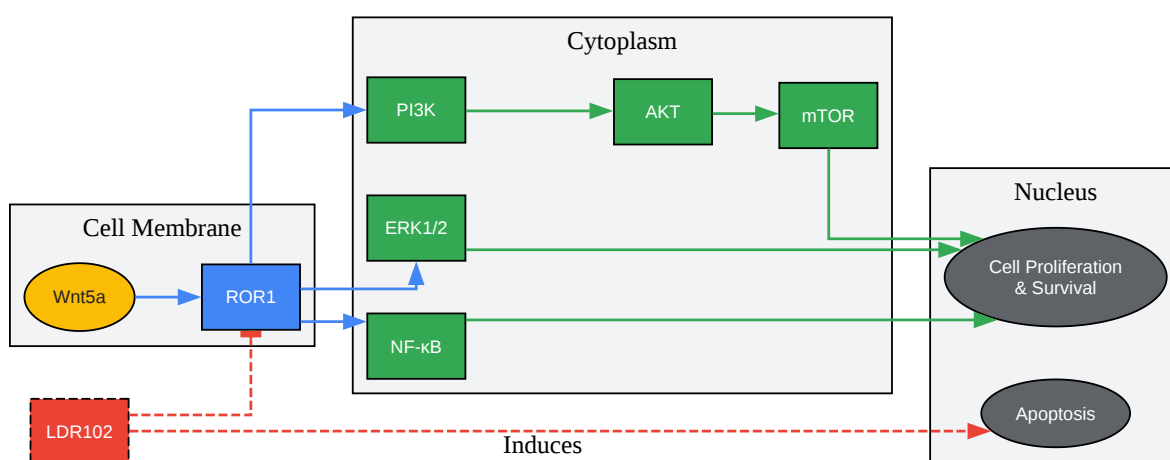 Cytoplasm
PI3K
AKT
mTOR
Nucleus
Cell Membrane
ERK1/2
Cell Proliferation
& Survival
Wnt5a
ROR1
NF-κB
Apoptosis
LDR102
Induces